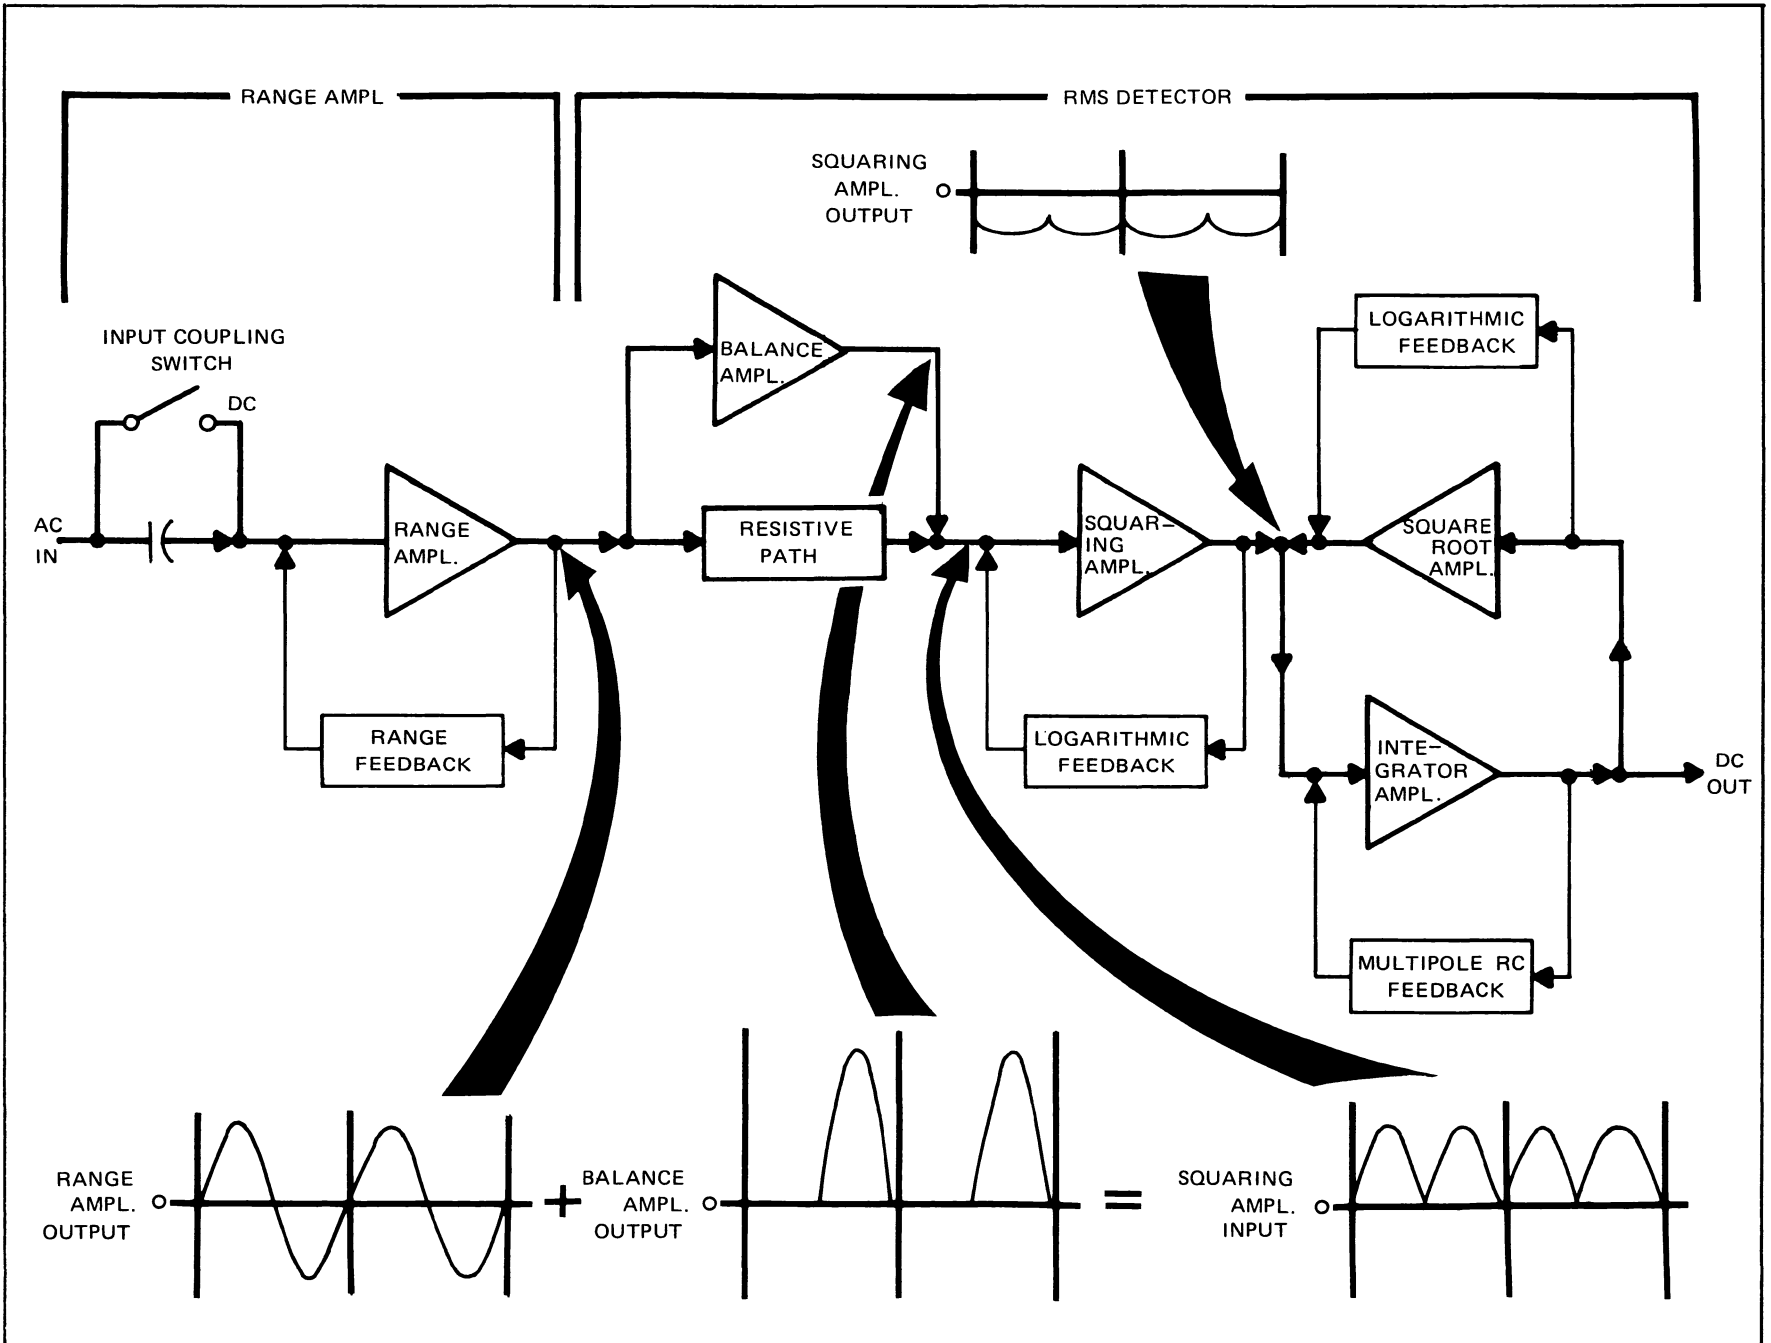 RANGE AMPL
RMS DETECTOR
SQUARING
AMPL.
OUTPUT
INPUT COUPLING
SWITCH
DC
BALANCE
AMPL.
LOGARITHMIC
FEEDBACK
AC
IN
RANGE
AMPL.
RESISTIVE
PATH
SQUAR–
ING
AMPL.
SQUARE
ROOT
AMPL.
RANGE
FEEDBACK
LOGARITHMIC
FEEDBACK
INTE–
GRATOR
AMPL.
DC
OUT
MULTIPOLE RC
FEEDBACK
RANGE
AMPL.
OUTPUT
+
BALANCE
AMPL.
OUTPUT
=
SQUARING
AMPL.
INPUT